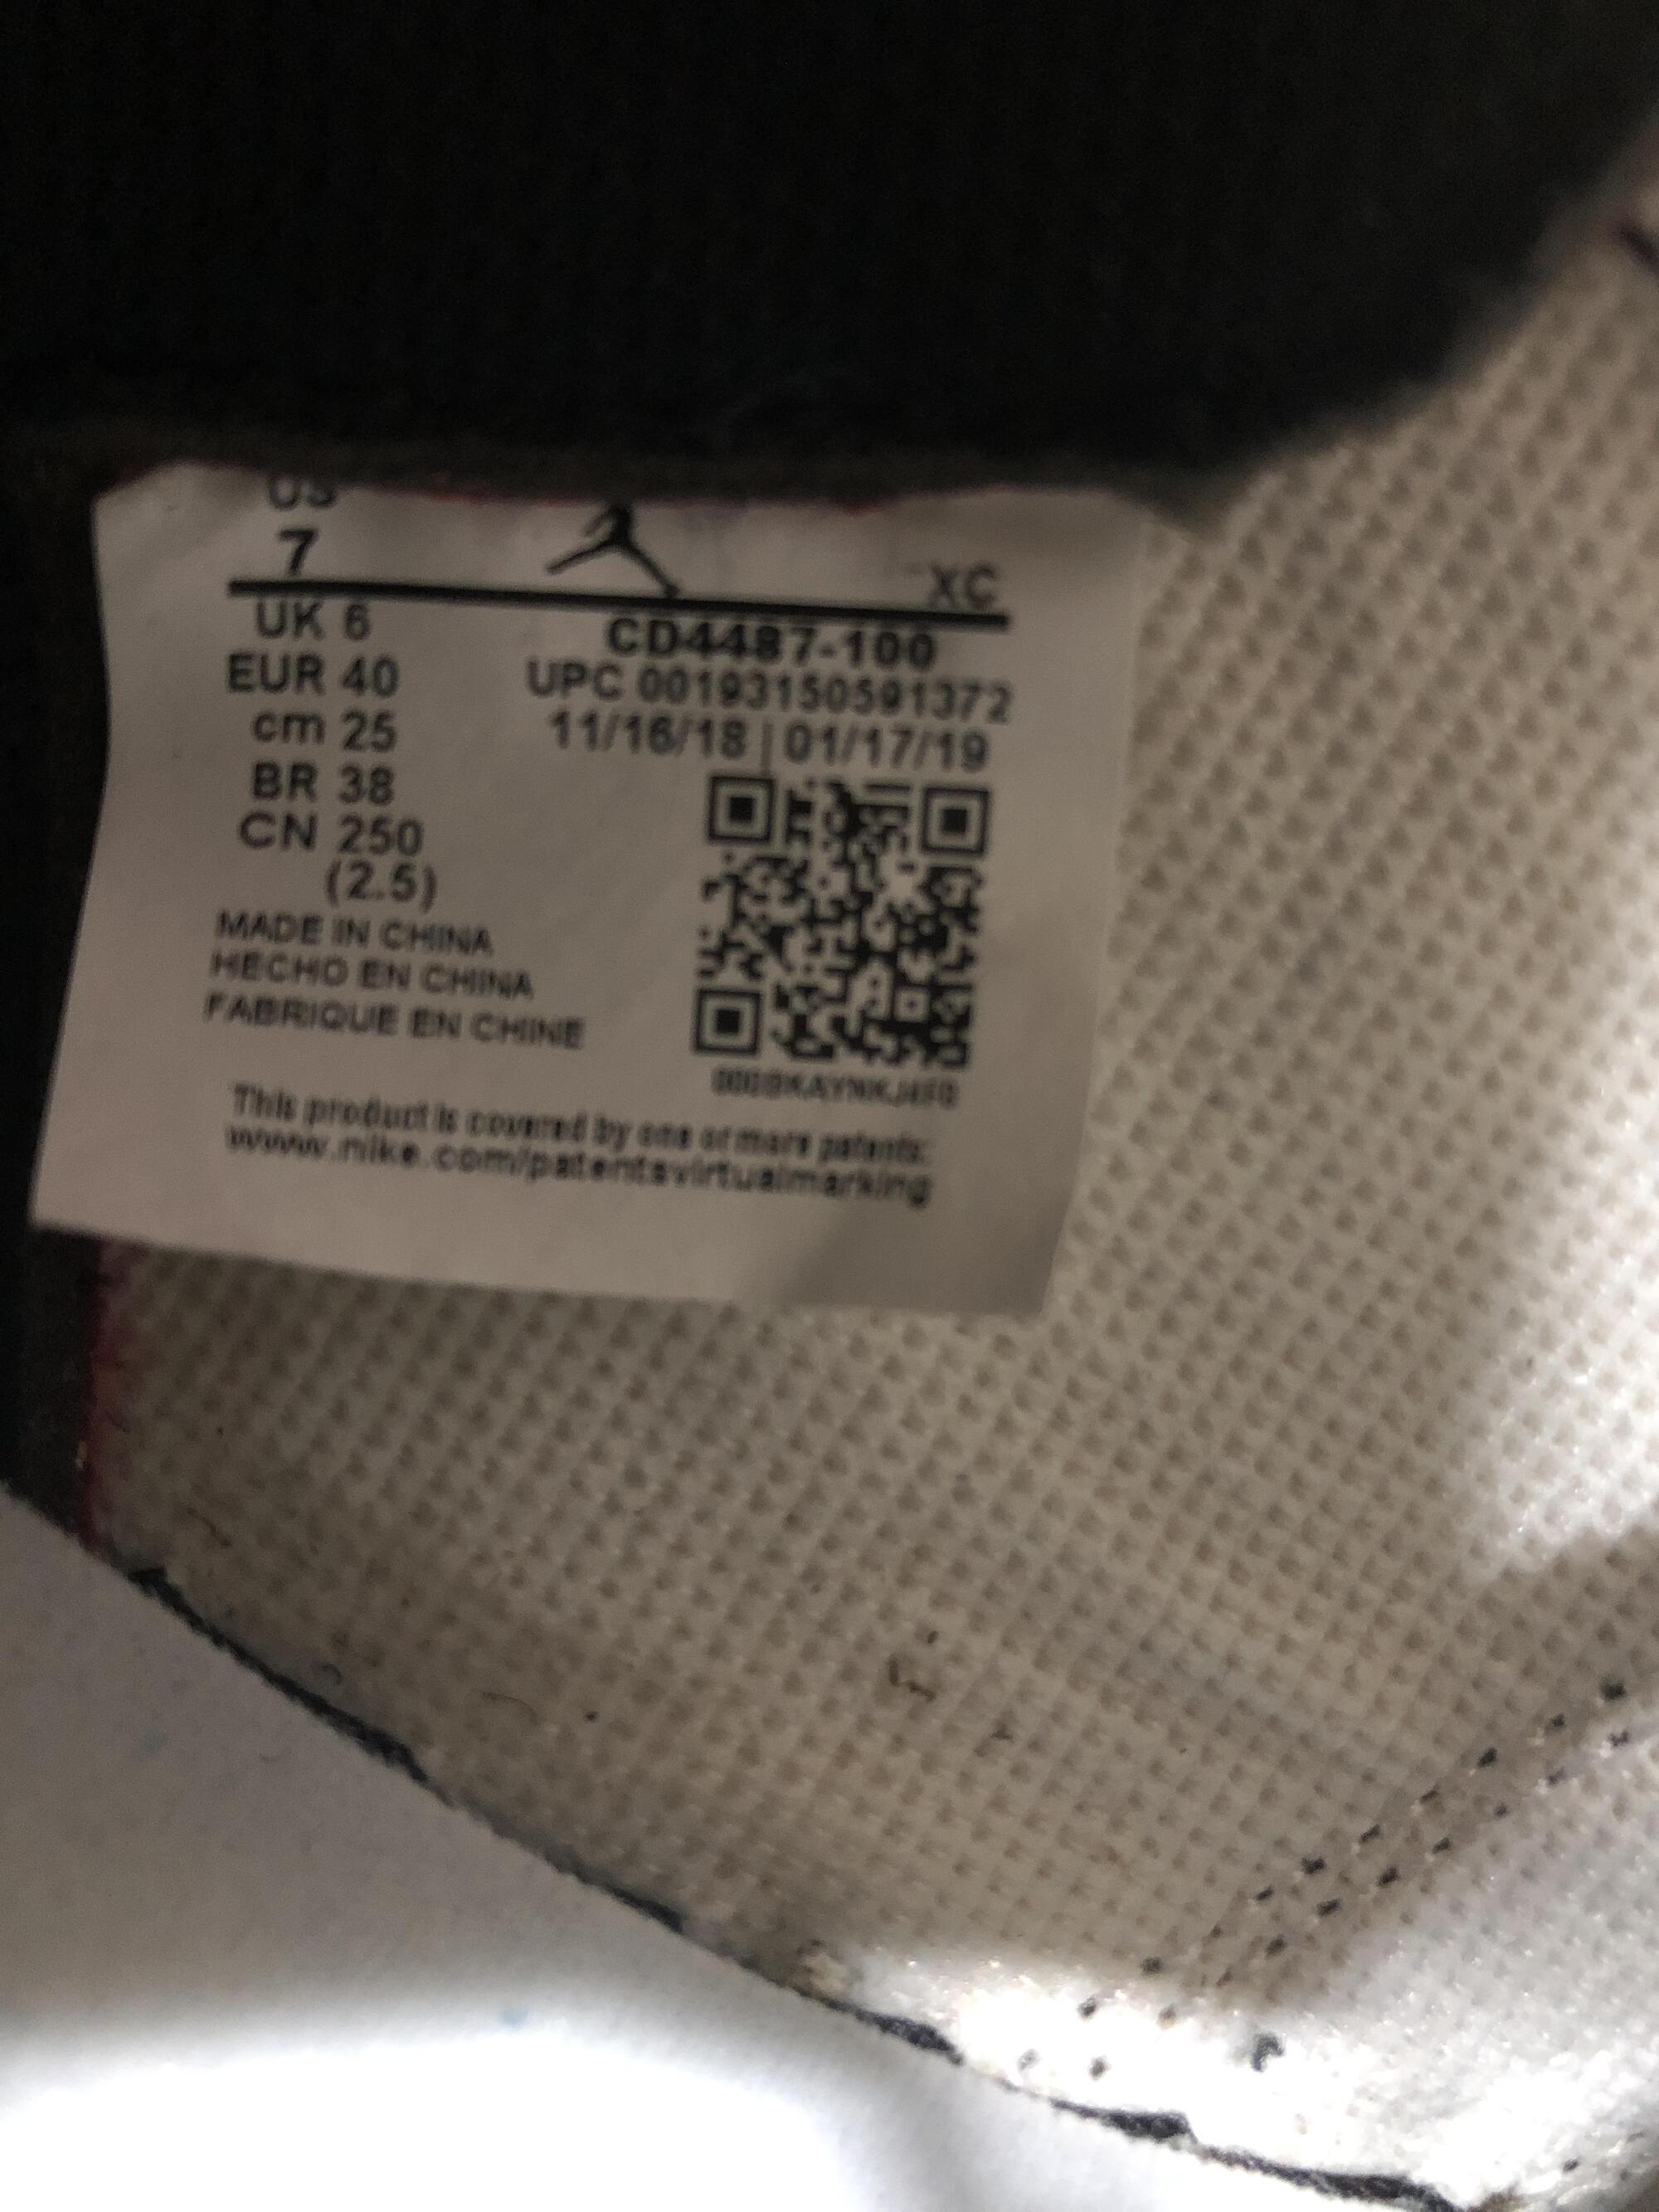 US
7
XC
UK 6
EUR 40
cm 25
BR 38
CN 250
(2.5)
CD4487-100
UPC 00193150591372
11/16/18 | 01/17/19
MADE IN CHINA
HECHO EN CHINA
FABRIQUE EN CHINE
This product is covered by one or more patents:
www.nike.com/patentsvirtualmarking